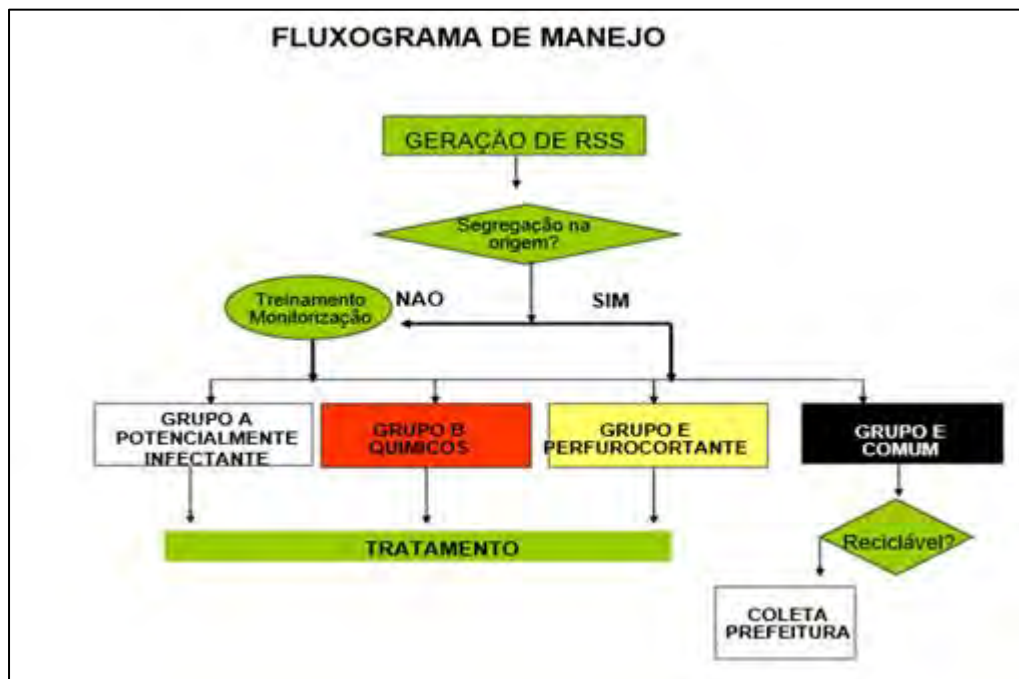 FLUXOGRAMA DE MANEJO
GERAÇÃO DE RSS
Segregação na
origem?
Treinamento
Monitorização
NAO
SIM
GRUPO A
POTENCIALMENTE
INFECTANTE
GRUPO B
QUIMICOS
GRUPO E
PERFUROCORTANTE
GRUPO E
COMUM
TRATAMENTO
Reciclável?
COLETA
PREFEITURA